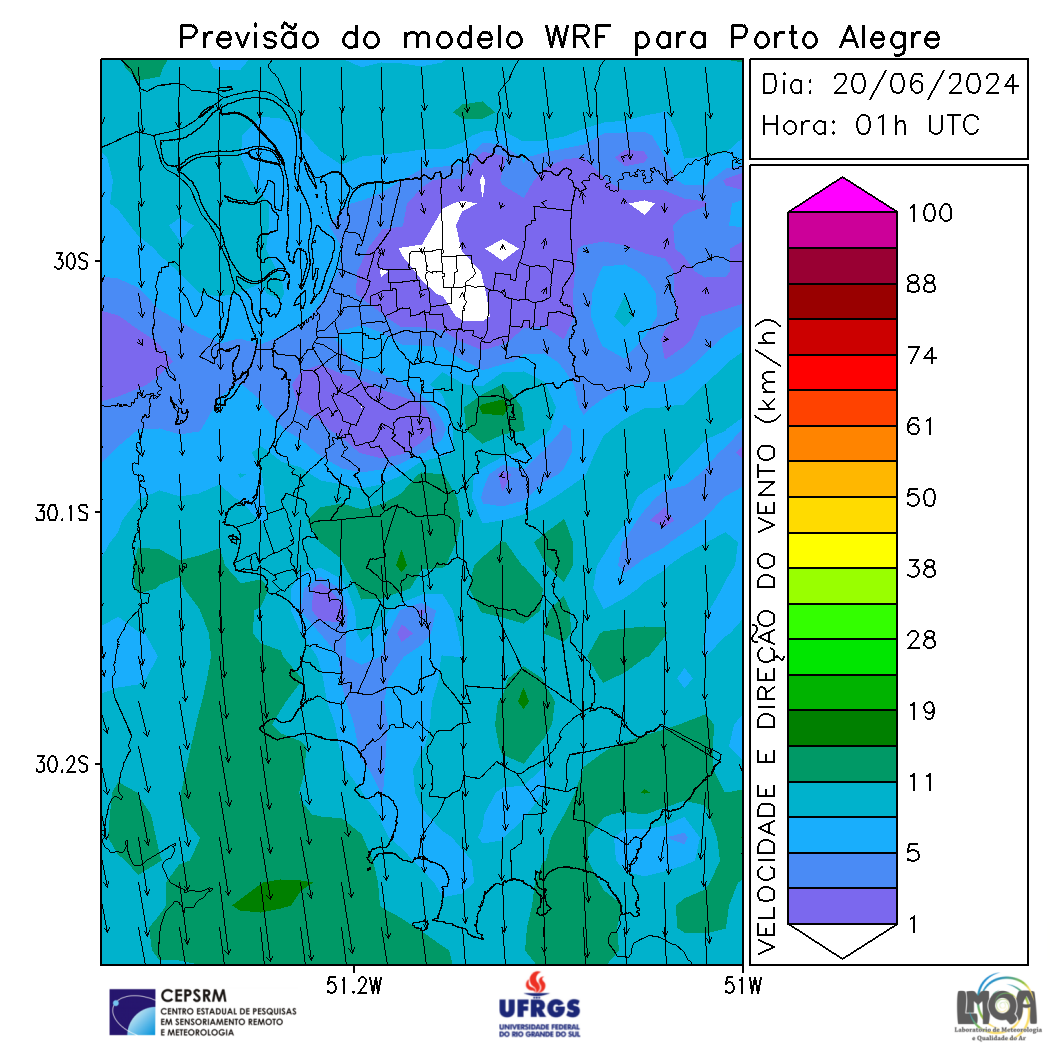 Previsão do modelo WRF para Porto Alegre
Dia: 20/06/2024
Hora: 01h UTC
30S
30.1S
30.2S
51.2W
51W
VELOCIDADE E DIREÇÃO DO VENTO (km/h)
100
88
74
61
50
38
28
19
11
5
1
CEPSRM
CENTRO ESTADUAL DE PESQUISAS
EM SENSORIAMENTO REMOTO
E METEOROLOGIA
UFRGS
UNIVERSIDADE FEDERAL
DO RIO GRANDE DO SUL
LMQA
Laboratório de Meteorologia
e Qualidade do Ar